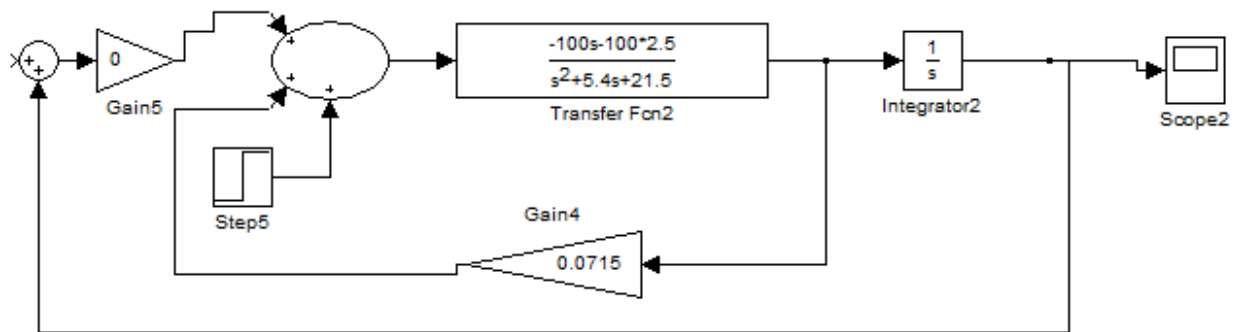 0
Gain5
+
+
+
+
+
Step5
-100s-100*2.5
s2+5.4s+21.5
Transfer Fcn2
1
s
Integrator2
Scope2
Gain4
0.0715